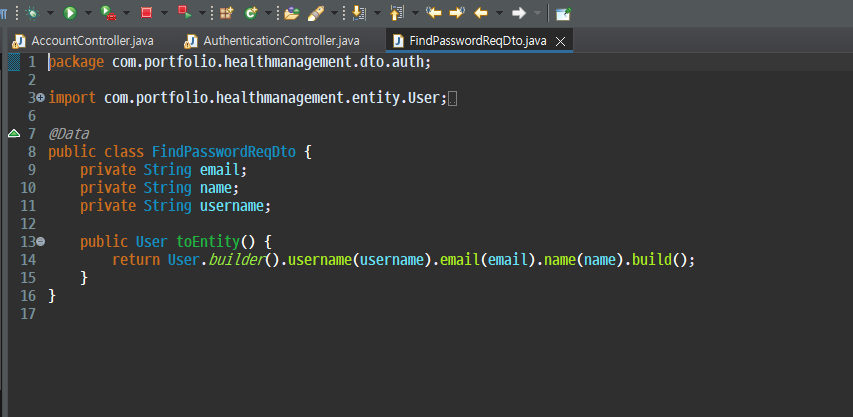 AccountController.java AuthenticationController.java FindPasswordReqDto.java
1 package com.portfolio.healthmanagement.dto.auth;
2
3 import com.portfolio.healthmanagement.entity.User;
6
7 @Data
8 public class FindPasswordReqDto {
9 private String email;
10 private String name;
11 private String username;
12
13 public User toEntity() {
14 return User.builder().username(username).email(email).name(name).build();
15 }
16 }
17